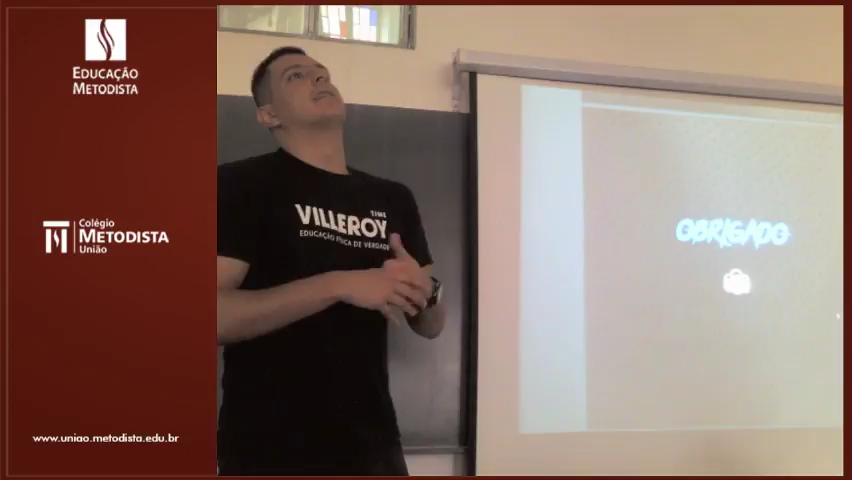 EDUCAÇÃO
METODISTA
Colégio
METODISTA
União
www.uniao.metodista.edu.br
TIME
VILLEROY
EDUCAÇÃO FÍSICA DE VERDADE
OBRIGADO